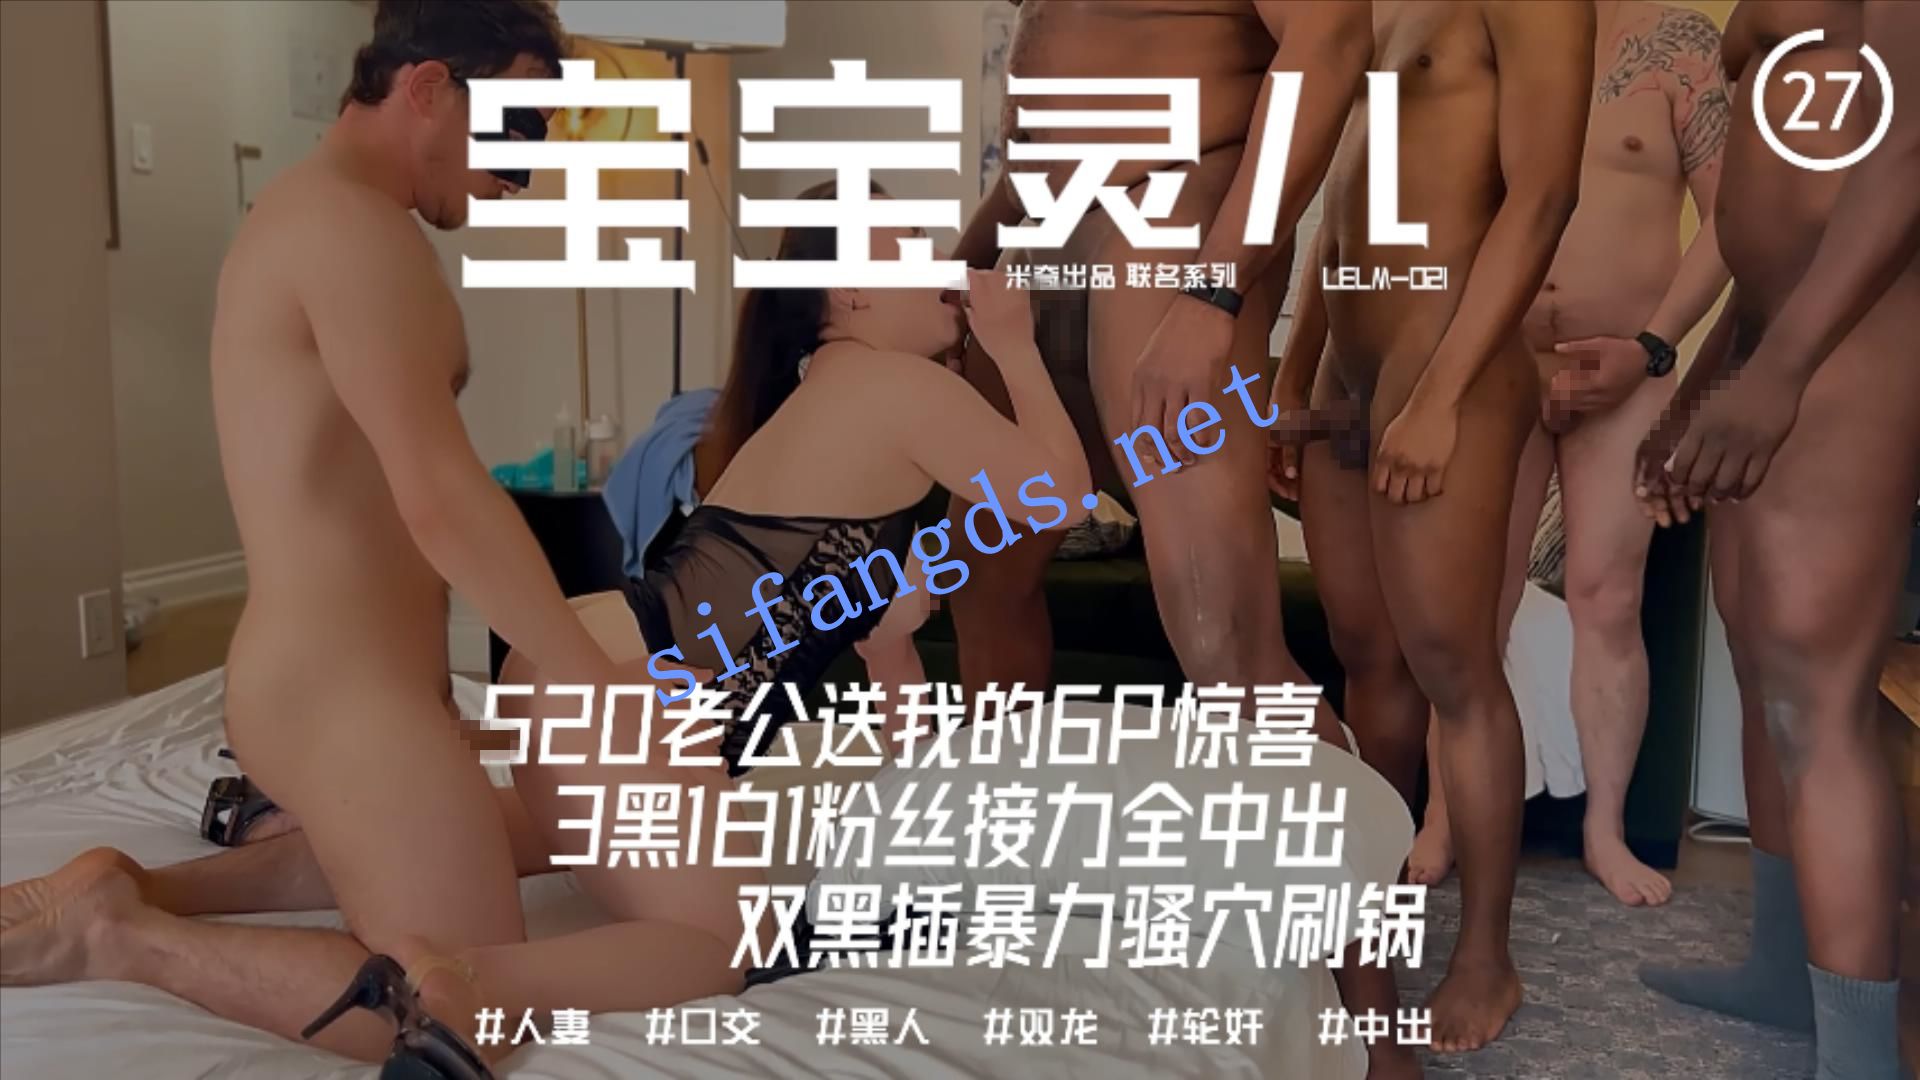 宝宝灵儿
27
米奇出品 联名系列 LELM-021
sifangds.net
520老公送我的6P惊喜
3黑1白1粉丝接力全中出
双黑插暴力骚穴刷锅
#人妻 #口交 #黑人 #双龙 #轮奸 #中出